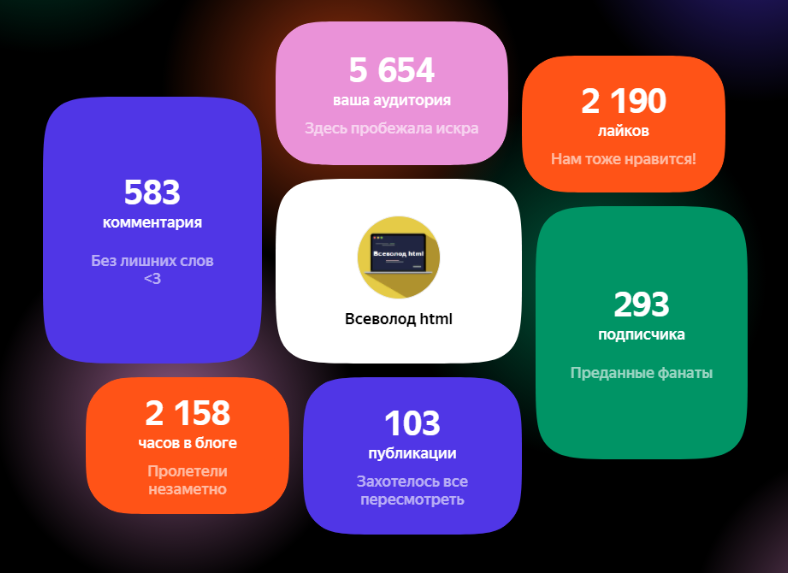 5 654
ваша аудитория
Здесь пробежала искра
2 190
лайков
Нам тоже нравится!
583
комментария
Без лишних слов
<3
Всеволод html
Всеволод html
293
подписчика
Преданные фанаты
2 158
часов в блоге
Пролетели
незаметно
103
публикации
Захотелось все
пересмотреть